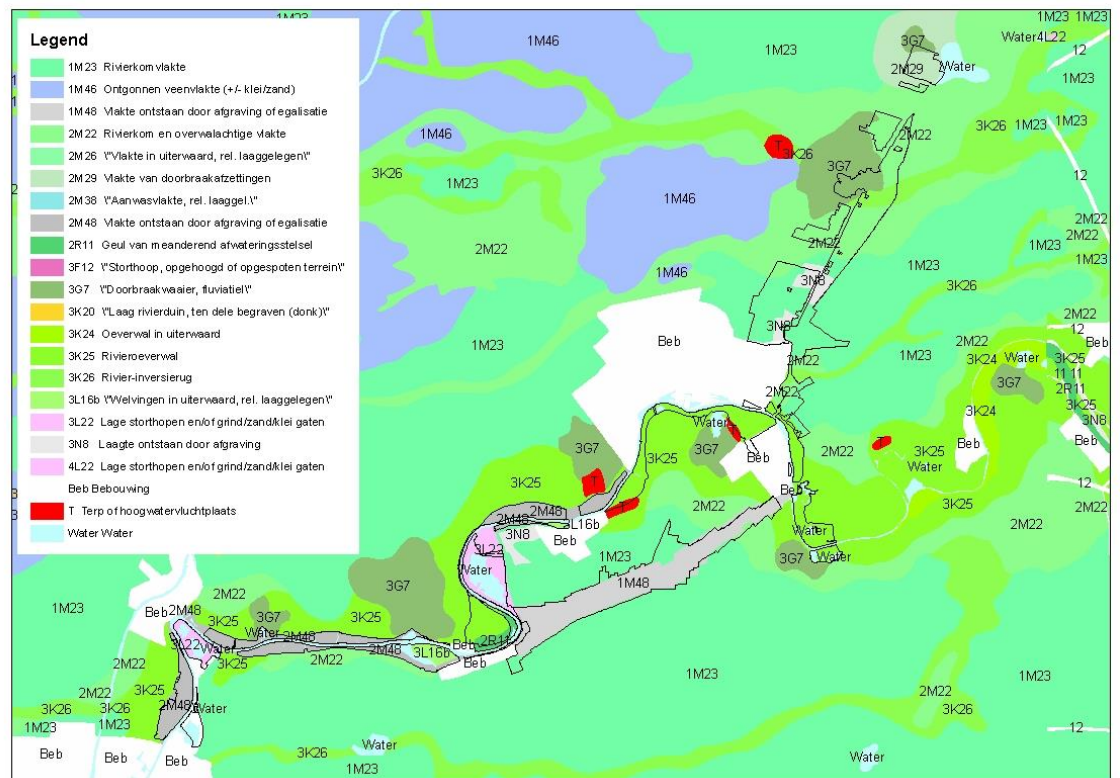 Legend
1M23 Rivierkomvlakte
1M46 Ontgonnen veenvlakte (+/- klei/zand)
1M48 Vlakte ontstaan door afgraving of egalisatie
2M22 Rivierkom en overwalachtige vlakte
2M26 \"Vlakte in uiterwaard, rel. laaggelegen\"
2M29 Vlakte van doorbraakafzettingen
2M38 \"Aanwasvlakte, rel. laaggel.\"
2M48 Vlakte ontstaan door afgraving of egalisatie
2R11 Geul van meanderend afwateringsstelsel
3F12 \"Storthoop, opgehoogd of opgespoten terrein\"
3G7 \"Doorbraakwaaier, fluviatiel\"
3K20 \"Laag rivierduin, ten dele begraven (donk)\"
3K24 Oeverwal in uiterwaard
3K25 Rivieroeverwal
3K26 Rivier-inversierug
3L16b \"Welvingen in uiterwaard, rel. laaggelegen\"
3L22 Lage storthopen en/of grind/zand/klei gaten
3N8 Laagte ontstaan door afgraving
4L22 Lage storthopen en/of grind/zand/klei gaten
Beb Bebouwing
T Terp of hoogwatervluchtplaats
Water Water
1M23
1M46
1M23
3G7
Water
2M29
Water4L22
1M23
1M23
12
1M23
1M46
T
3K26
3G7
2M22
3K26
1M23
1M23
3K26
1M23
1M46
12
2M22
2M22
1M23
2M22
1M46
3N8
1M23
1M23
3K26
3K26
1M23
Beb
3N8
2M22
1M23
2M22
3K24
Water
2M22
12
Beb
3K25
11 11
2R11
3K25
3N8
3G7
3K24
2M22
Water
T
3G7
Beb
3K25
3G7
T
2M22
T
3K25
Beb
Water
3K25
12
2M22
2M22
3K25
Beb
2M48
2M48
3L16b
T
2M22
3N8
Beb
3L22
Water
1M23
1M48
Water
3G7
Water
3G7
1M23
Beb
2M48
2M22
3G7
3K25
Water
2M48
3K25
3L22
Water
3K25
2M22
2M48
3L16b
Beb
2R11
Beb
1M23
1M23
2M22
3K25
2M22
2M48
Water
3K26
3K26
1M23
1M23
2M22
3K26
12
Beb
Beb
Beb
3K26
Water
1M23
Water